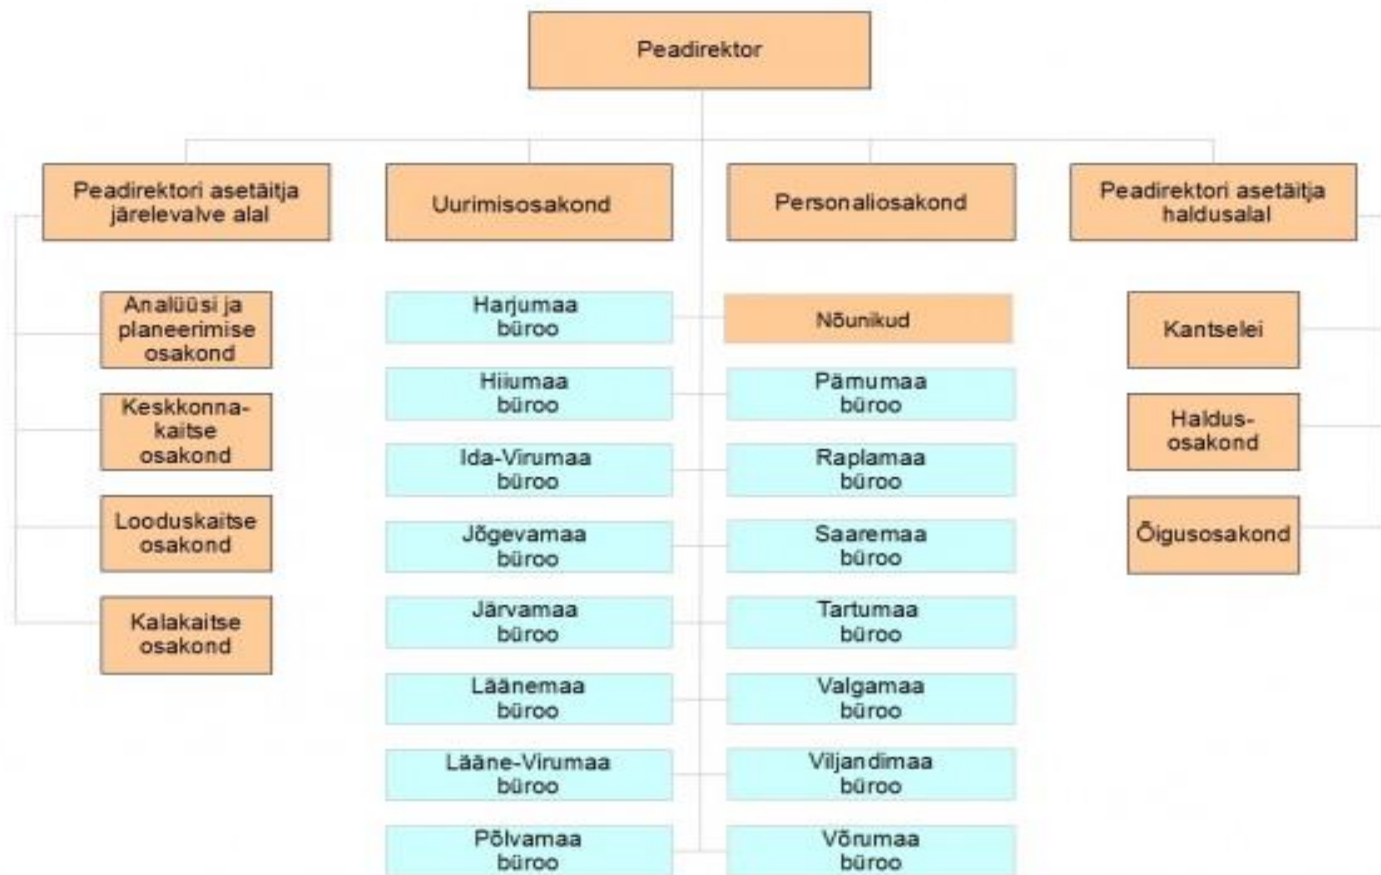 Peadirektor
Peadirektori asetäitja
järelevalve alal
Uurimisosakond
Personaliosakond
Peadirektori asetäitja
haldusalal
Analüüsi ja
planeerimise
osakond
Keskkonna-
kaitse
osakond
Looduskaitse
osakond
Kalakaitse
osakond
Harjumaa
büroo
Hiiumaa
büroo
Ida-Virumaa
büroo
Jõgevamaa
büroo
Järvamaa
büroo
Läänemaa
büroo
Lääne-Virumaa
büroo
Põlvamaa
büroo
Nõunikud
Pärnumaa
büroo
Raplamaa
büroo
Saaremaa
büroo
Tartumaa
büroo
Valgamaa
büroo
Viljandimaa
büroo
Võrumaa
büroo
Kantselei
Haldus-
osakond
Õigusosakond